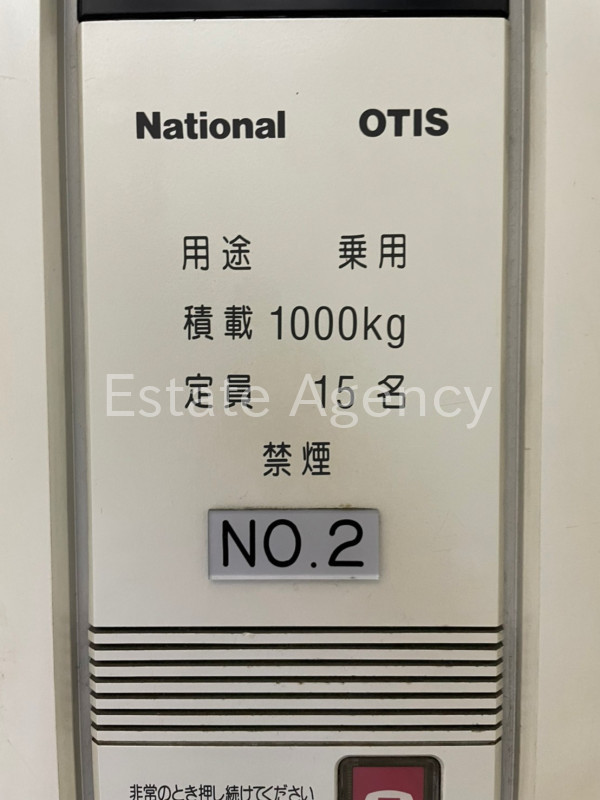 National OTIS
用途 乗用
積載 1000kg
定員 15名
Estate Agency
禁煙
NO.2
非常のとき押し続けてください